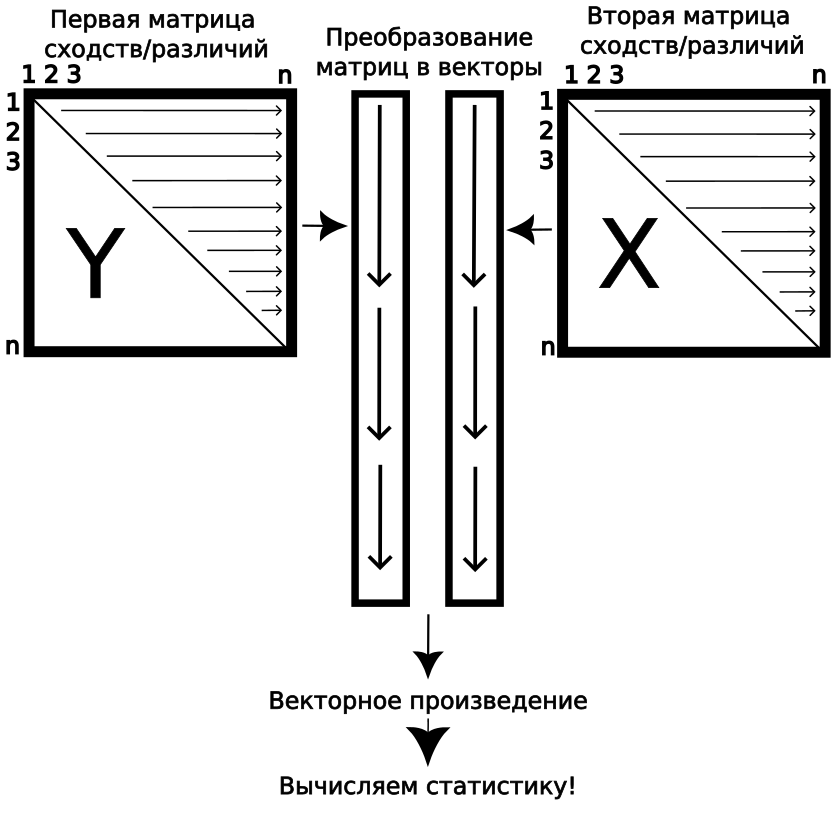 Первая матрица
сходств/различий
1 2 3 n
1
2
3
n
Y
Преобразование
матриц в векторы
Вторая матрица
сходств/различий
1 2 3 n
1
2
3
n
X
Векторное произведение
Вычисляем статистику!